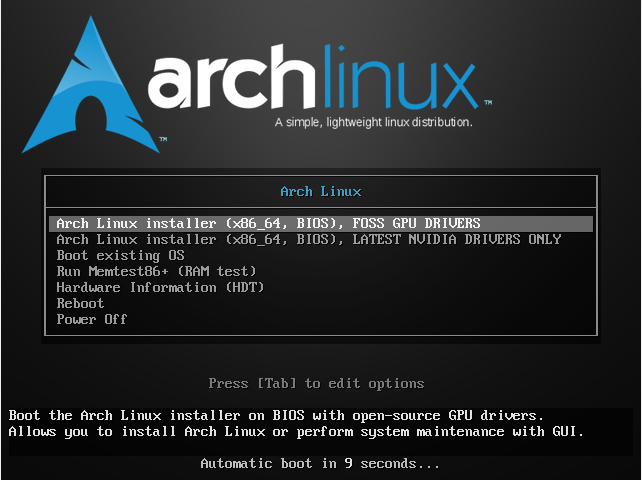 archlinux™
A simple, lightweight linux distribution.
™
Arch Linux
Arch Linux installer (x86_64, BIOS), FOSS GPU DRIVERS
Arch Linux installer (x86_64, BIOS), LATEST NVIDIA DRIVERS ONLY
Boot existing OS
Run Memtest86+ (RAM test)
Hardware Information (HDT)
Reboot
Power Off
Press [Tab] to edit options
Boot the Arch Linux installer on BIOS with open-source GPU drivers.
Allows you to install Arch Linux or perform system maintenance with GUI.
Automatic boot in 9 seconds...